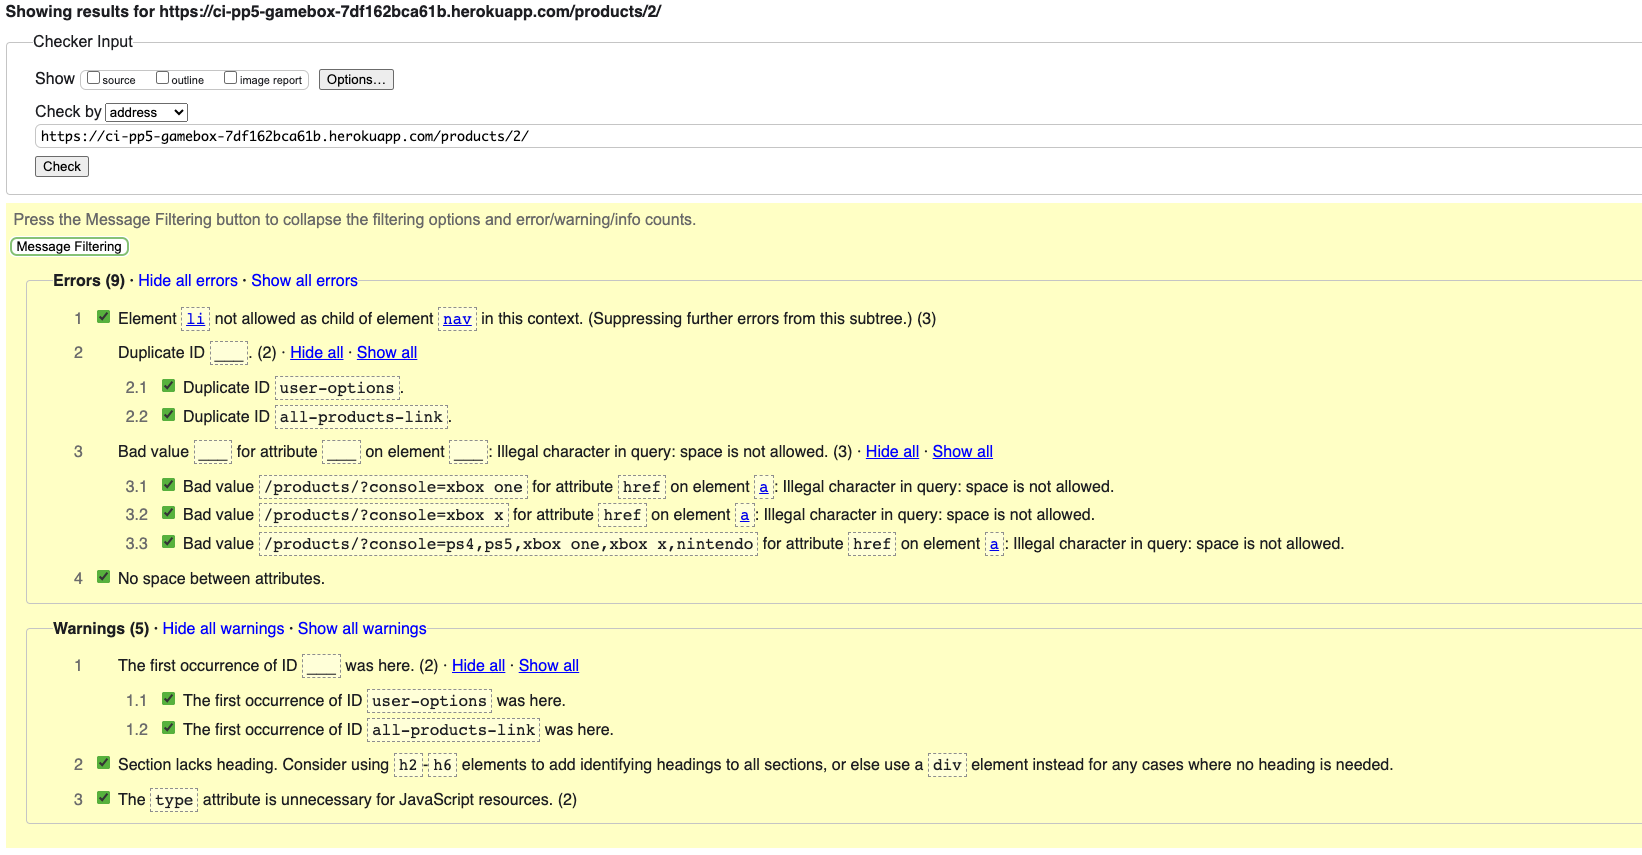 Showing results for https://ci-pp5-gamebox-7df162bca61b.herokuapp.com/products/2/
Checker Input
Show source outline image report Options...
Check by address
https://ci-pp5-gamebox-7df162bca61b.herokuapp.com/products/2/
Check
Press the Message Filtering button to collapse the filtering options and error/warning/info counts.
Message Filtering
Errors (9) · Hide all errors · Show all errors
1 Element li not allowed as child of element nav in this context. (Suppressing further errors from this subtree.) (3)
2 Duplicate ID ___. (2) · Hide all · Show all
2.1 Duplicate ID user-options.
2.2 Duplicate ID all-products-link.
3 Bad value ___ for attribute ___ on element ___: Illegal character in query: space is not allowed. (3) · Hide all · Show all
3.1 Bad value /products/?console=xbox one for attribute href on element a: Illegal character in query: space is not allowed.
3.2 Bad value /products/?console=xbox x for attribute href on element a: Illegal character in query: space is not allowed.
3.3 Bad value /products/?console=ps4,ps5,xbox one,xbox x,nintendo for attribute href on element a: Illegal character in query: space is not allowed.
4 No space between attributes.
Warnings (5) · Hide all warnings · Show all warnings
1 The first occurrence of ID ___ was here. (2) · Hide all · Show all
1.1 The first occurrence of ID user-options was here.
1.2 The first occurrence of ID all-products-link was here.
2 Section lacks heading. Consider using h2-h6 elements to add identifying headings to all sections, or else use a div element instead for any cases where no heading is needed.
3 The type attribute is unnecessary for JavaScript resources. (2)